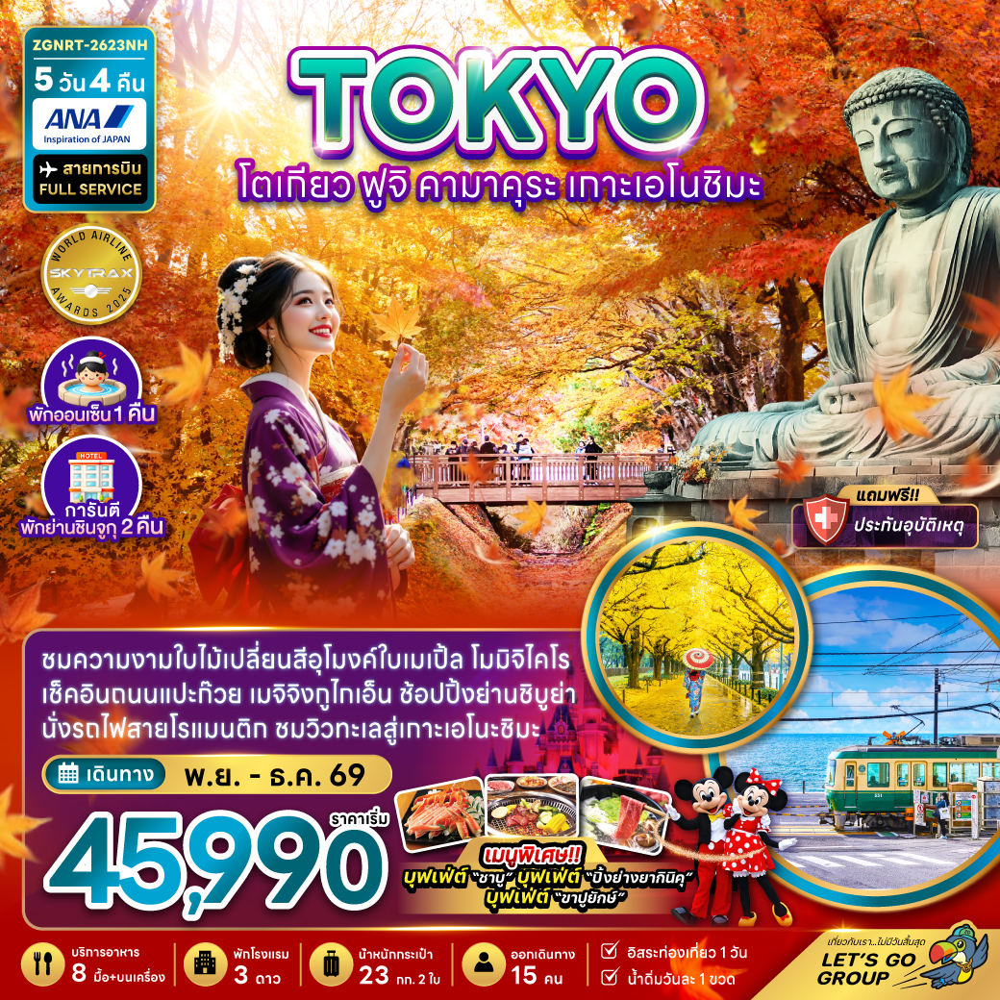 ZGNRT-2623NH
5 วัน 4 คืน
ANA
Inspiration of JAPAN
สายการบิน
FULL SERVICE
TOKYO
โตเกียว ฟูจิ คามาคุระ เกาะเอโนชิมะ
WORLD AIRLINE
SKYTRAX
AWARDS 2025
พักออนเซ็น 1 คืน
HOTEL
การันตี
พักย่านชินจูกุ 2 คืน
แถมฟรี!!
ประกันอุบัติเหตุ
ชมความงามใบไม้เปลี่ยนสีอุโมงค์ใบเมเปิ้ล โมมิจิไคโร
เช็คอินถนนแปะก๊วย เมจิจิงกูไกเอ็น ช้อปปิ้งย่านชิบูย่า
นั่งรถไฟสายโรแมนติก ชมวิวทะเลสู่เกาะเอโนะชิมะ
เดินทาง พ.ย. - ธ.ค. 69
ราคาเริ่ม
45,990
เมนูพิเศษ!!
บุฟเฟ่ต์ "ชาบู" บุฟเฟ่ต์ "ปิ้งย่างยากินิคุ"
บุฟเฟ่ต์ "ขาปูยักษ์"
บริการอาหาร
8 มื้อ+บนเครื่อง
พักโรงแรม
3 ดาว
น้ำหนักกระเป๋า
23 กก. 2 ใบ
ออกเดินทาง
15 คน
อิสระท่องเที่ยว 1 วัน
น้ำดื่มวันละ 1 ขวด
เที่ยวกับเรา...ไม่มีวันสิ้นสุด
LET'S GO
GROUP